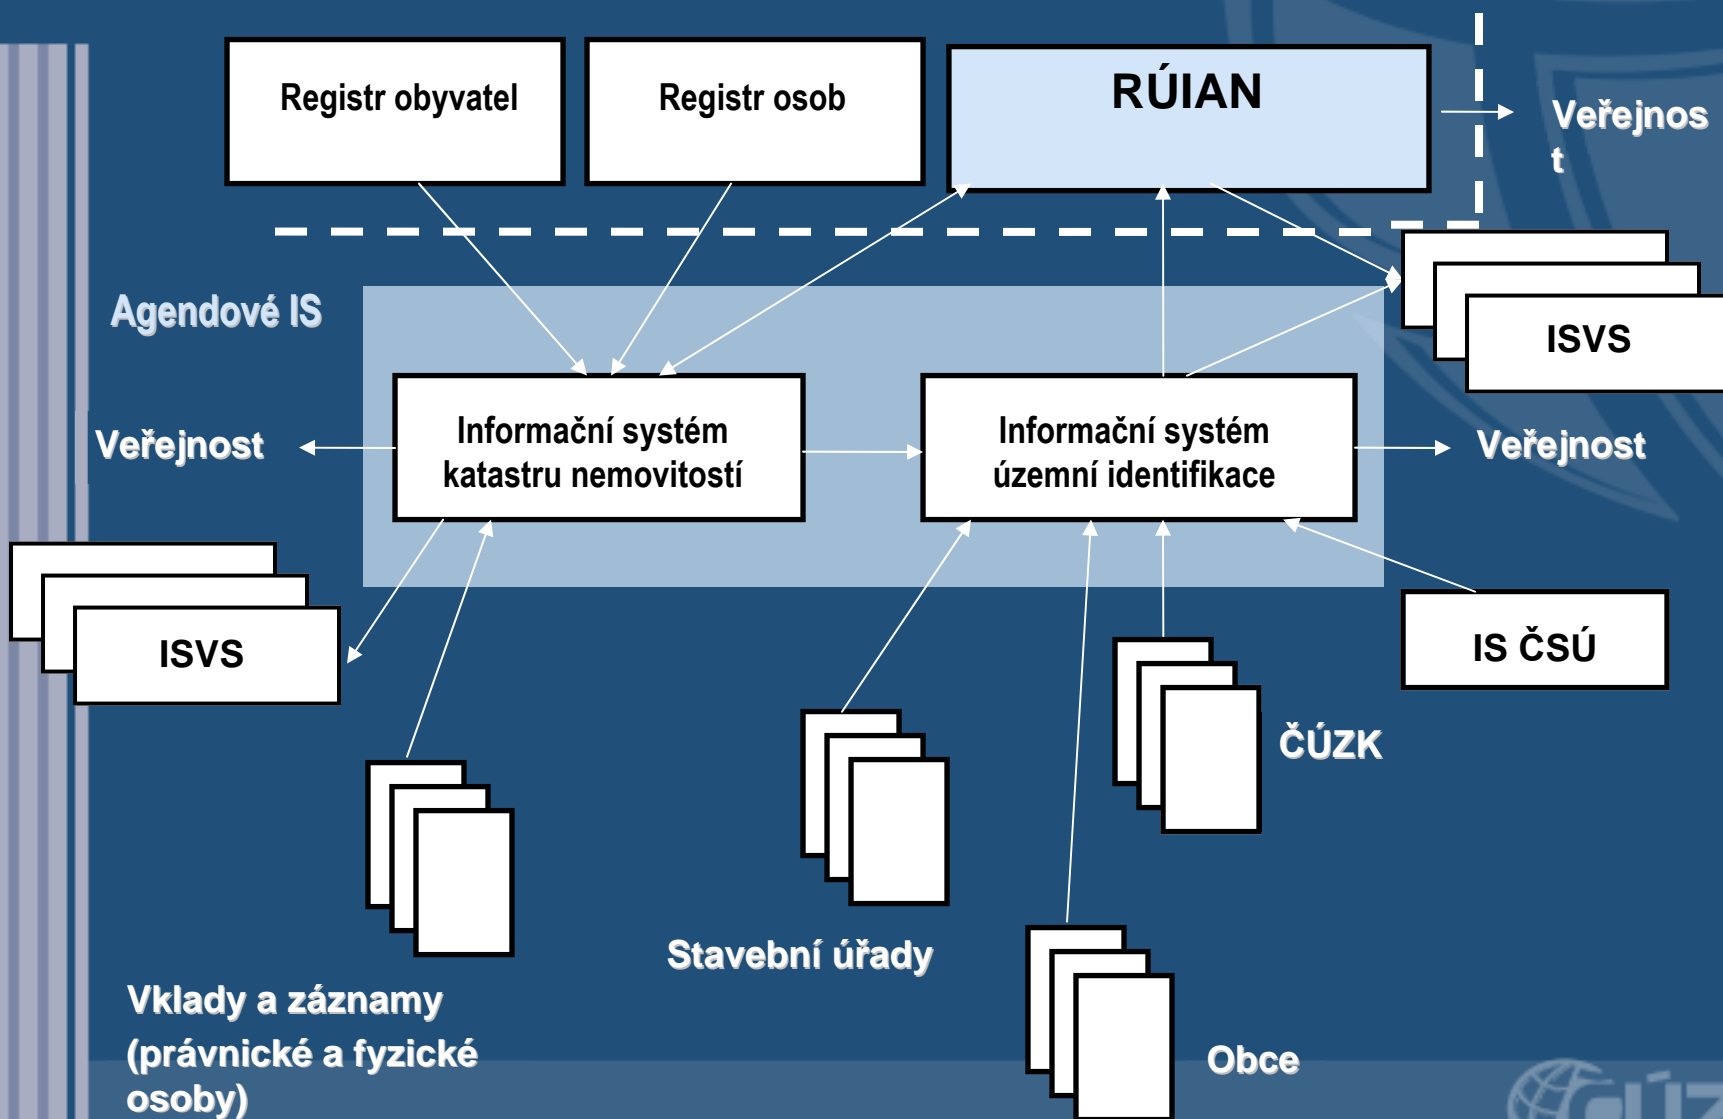 Registr obyvatel
Registr osob
RÚIAN
Veřejnos
t
Agendové IS
ISVS
Veřejnost
Informační systém
katastru nemovitostí
Informační systém
územní identifikace
Veřejnost
ISVS
IS ČSÚ
ČÚZK
Stavební úřady
Vklady a záznamy
(právnické a fyzické
osoby)
Obce